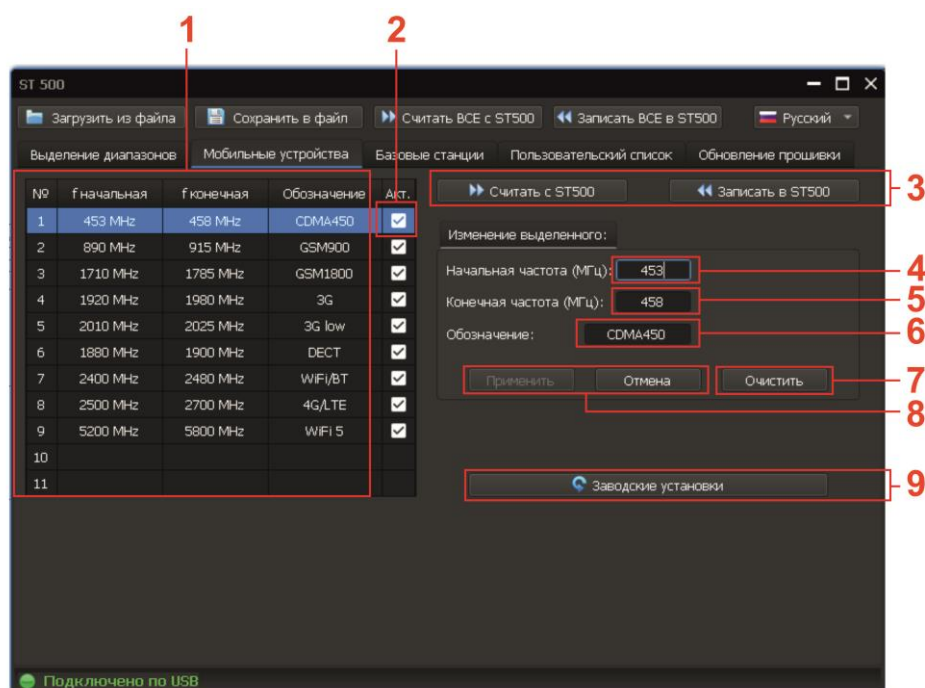 1 2
ST 500
Загрузить из файла Сохранить в файл Считать ВСЕ с ST500 Записать ВСЕ в ST500 Русский
Выделение диапазонов Мобильные устройства Базовые станции Пользовательский список Обновление прошивки
№ f начальная f конечная Обозначение Акт. Считать с ST500 Записать в ST500 3
1 453 MHz 458 MHz CDMA450
Изменение выделенного:
2 890 MHz 915 MHz GSM900
3 1710 MHz 1785 MHz GSM1800 Начальная частота (МГц): 453 4
4 1920 MHz 1980 MHz 3G Конечная частота (МГц): 458 5
5 2010 MHz 2025 MHz 3G low Обозначение: CDMA450 6
6 1880 MHz 1900 MHz DECT
7 2400 MHz 2480 MHz WiFi/BT Применить Отмена Очистить 7
8 2500 MHz 2700 MHz 4G/LTE 8
9 5200 MHz 5800 MHz WiFi 5
10
11 Заводские установки 9
Подключено по USB